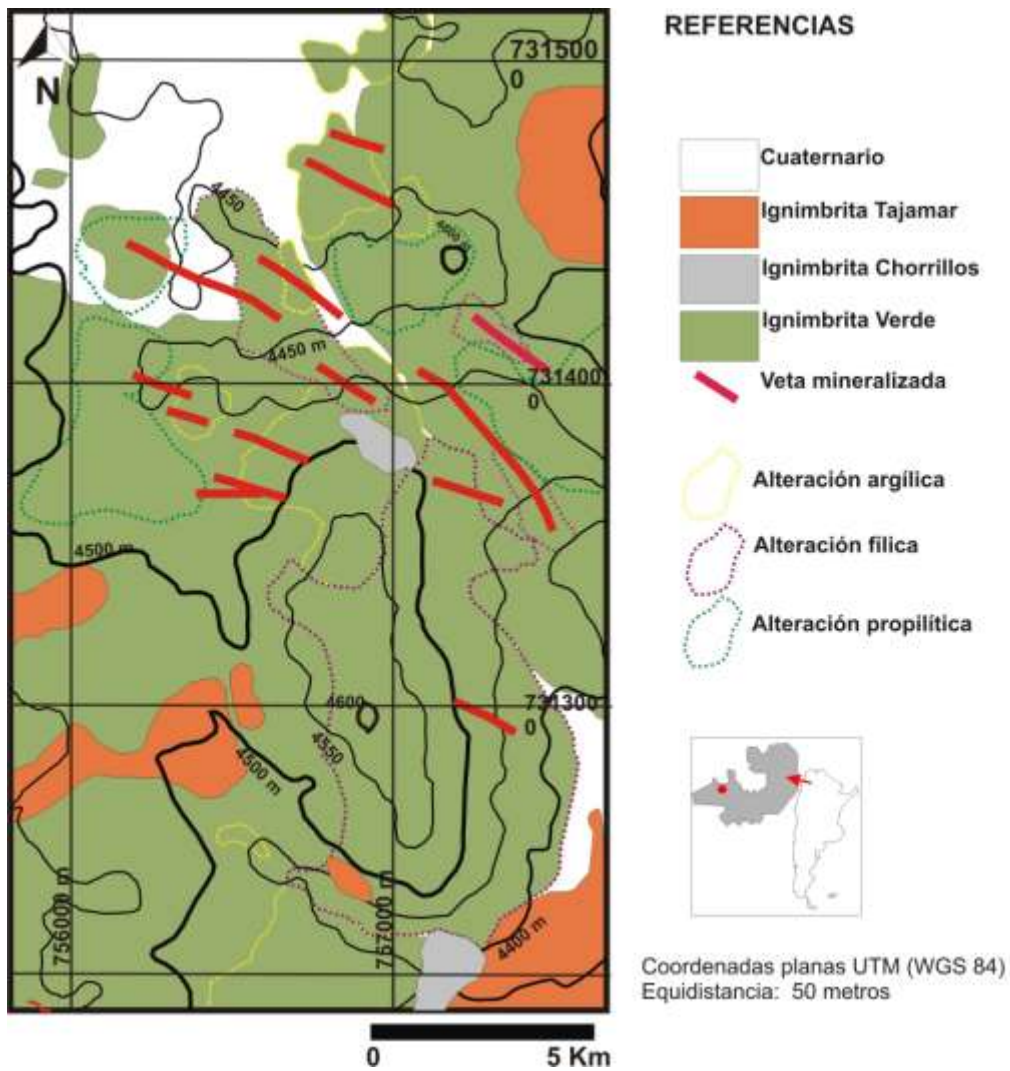 REFERENCIAS
731500
0
N
Cuaternario
4450
Ignimbrita Tajamar
4600 m
Ignimbrita Chorrillos
Ignimbrita Verde
4450 m
731400
0
Veta mineralizada
Alteración argílica
4500 m
Alteración fílica
Alteración propilítica
4600
731300
0
4550
4500 m
756000 m
757000 m
4400 m
Coordenadas planas UTM (WGS 84)
Equidistancia: 50 metros
0 5 Km